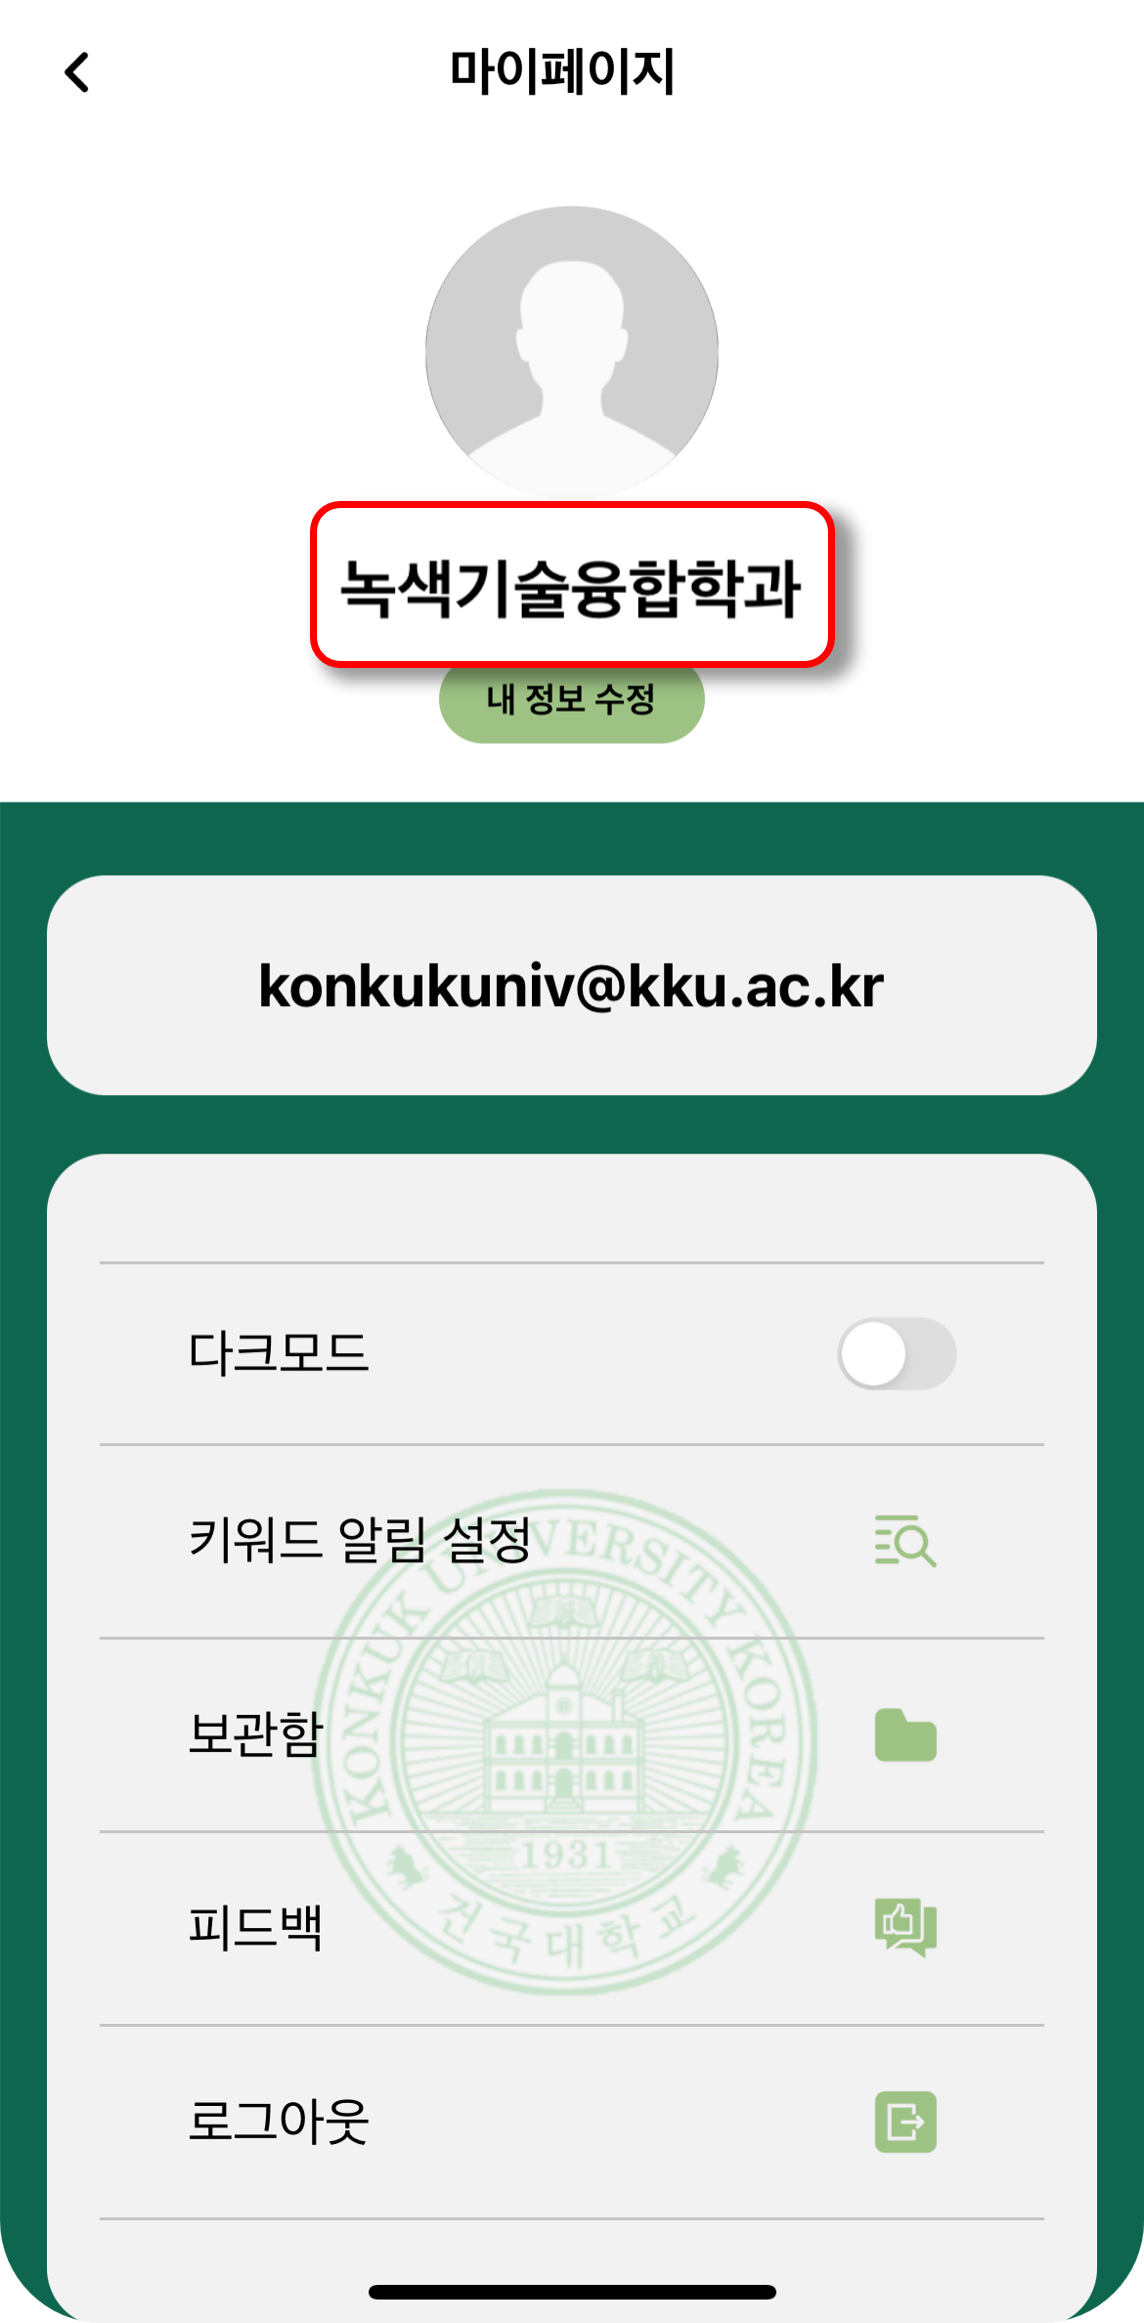 마이페이지
녹색기술융합학과
내 정보 수정
konkukuniv@kku.ac.kr
다크모드
키워드 알림 설정
보관함
피드백
로그아웃
KONKUK UNIVERSITY KOREA
1931
건국대학교